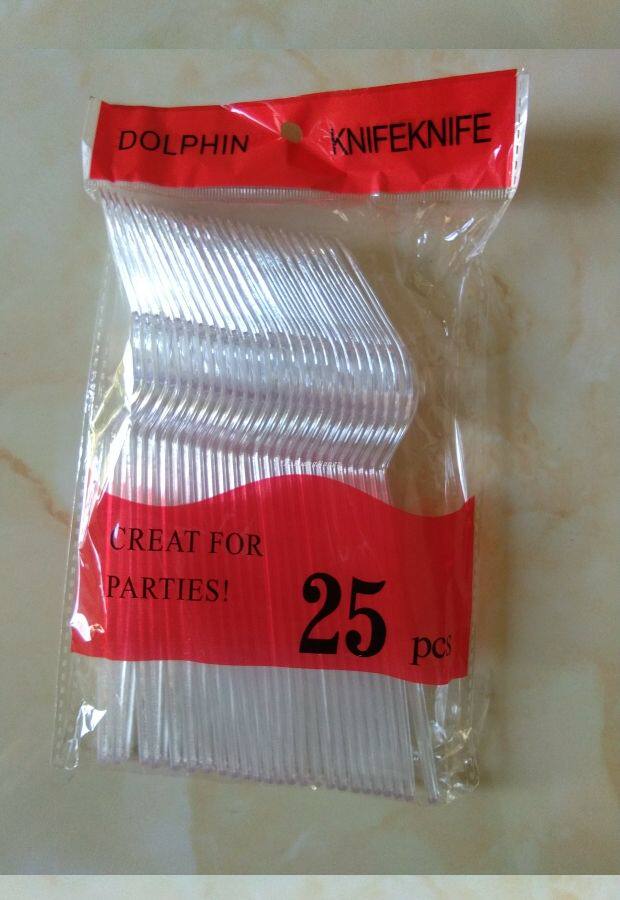 DOLPHIN KNIFEKNIFE
CREAT FOR
PARTIES!
25 pcs